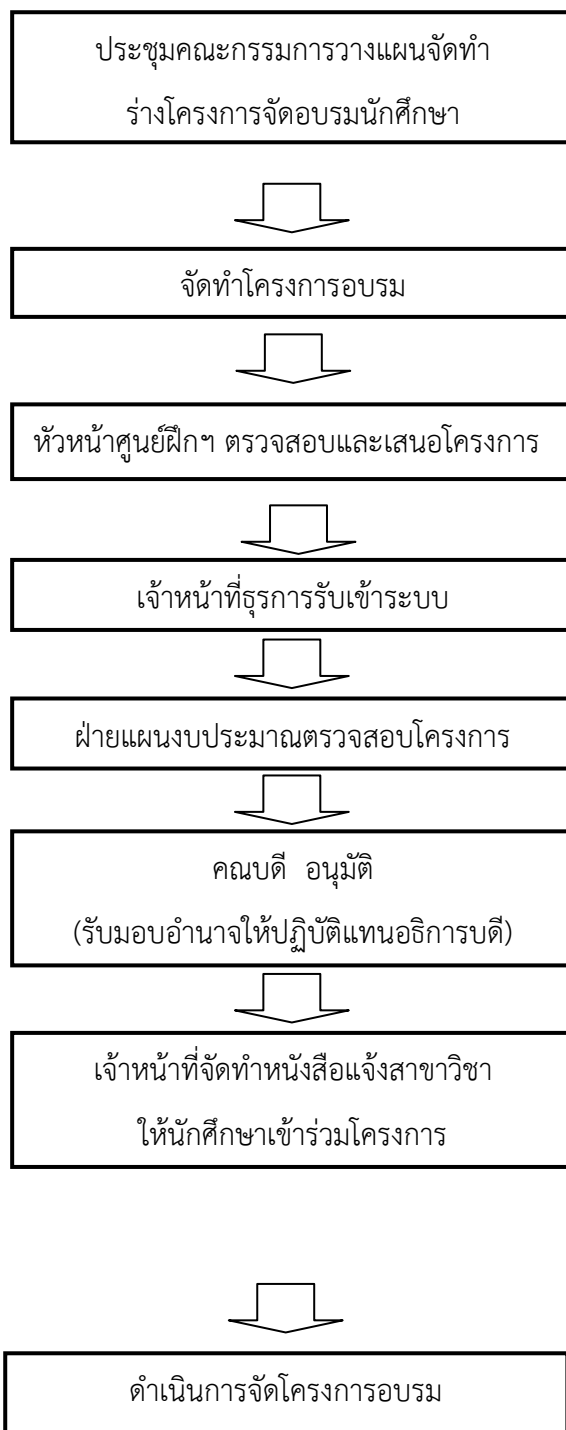 ประชุมคณะกรรมการวางแผนจัดทำ
ร่างโครงการจัดอบรมนักศึกษา
จัดทำโครงการอบรม
หัวหน้าศูนย์ฝึกฯ ตรวจสอบและเสนอโครงการ
เจ้าหน้าที่ธุรการรับเข้าระบบ
ฝ่ายแผนงบประมาณตรวจสอบโครงการ
คณบดี อนุมัติ
(รับมอบอำนาจให้ปฏิบัติแทนอธิการบดี)
เจ้าหน้าที่จัดทำหนังสือแจ้งสาขาวิชา
ให้นักศึกษาเข้าร่วมโครงการ
ดำเนินการจัดโครงการอบรม